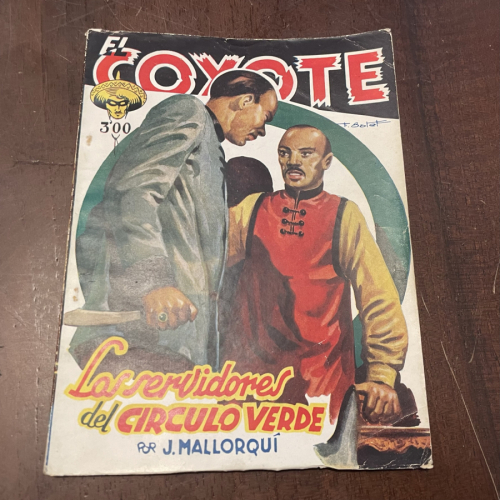 EL
COYOTE
3'00
F. Batet
Los servidores
del CIRCULO VERDE
POR J. MALLORQUÍ